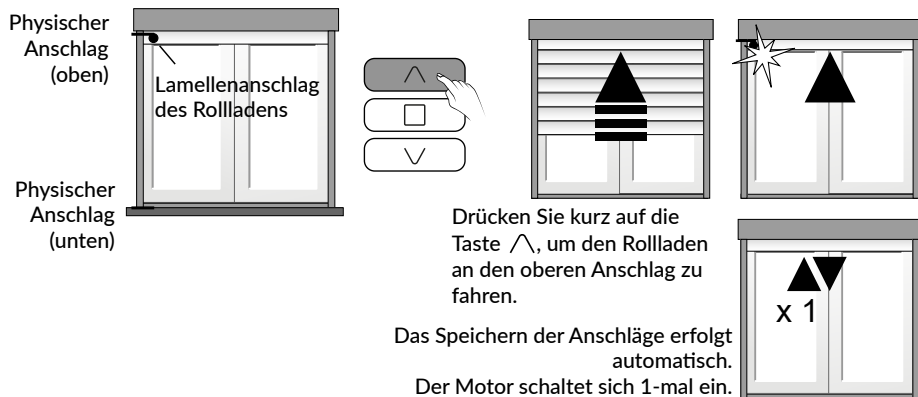 Physischer
Anschlag
(oben)
Lamellenanschlag
des Rollladens
Physischer
Anschlag
(unten)
Drücken Sie kurz auf die
Taste , um den Rollladen
an den oberen Anschlag zu
fahren.
x 1
Das Speichern der Anschläge erfolgt
automatisch.
Der Motor schaltet sich 1-mal ein.